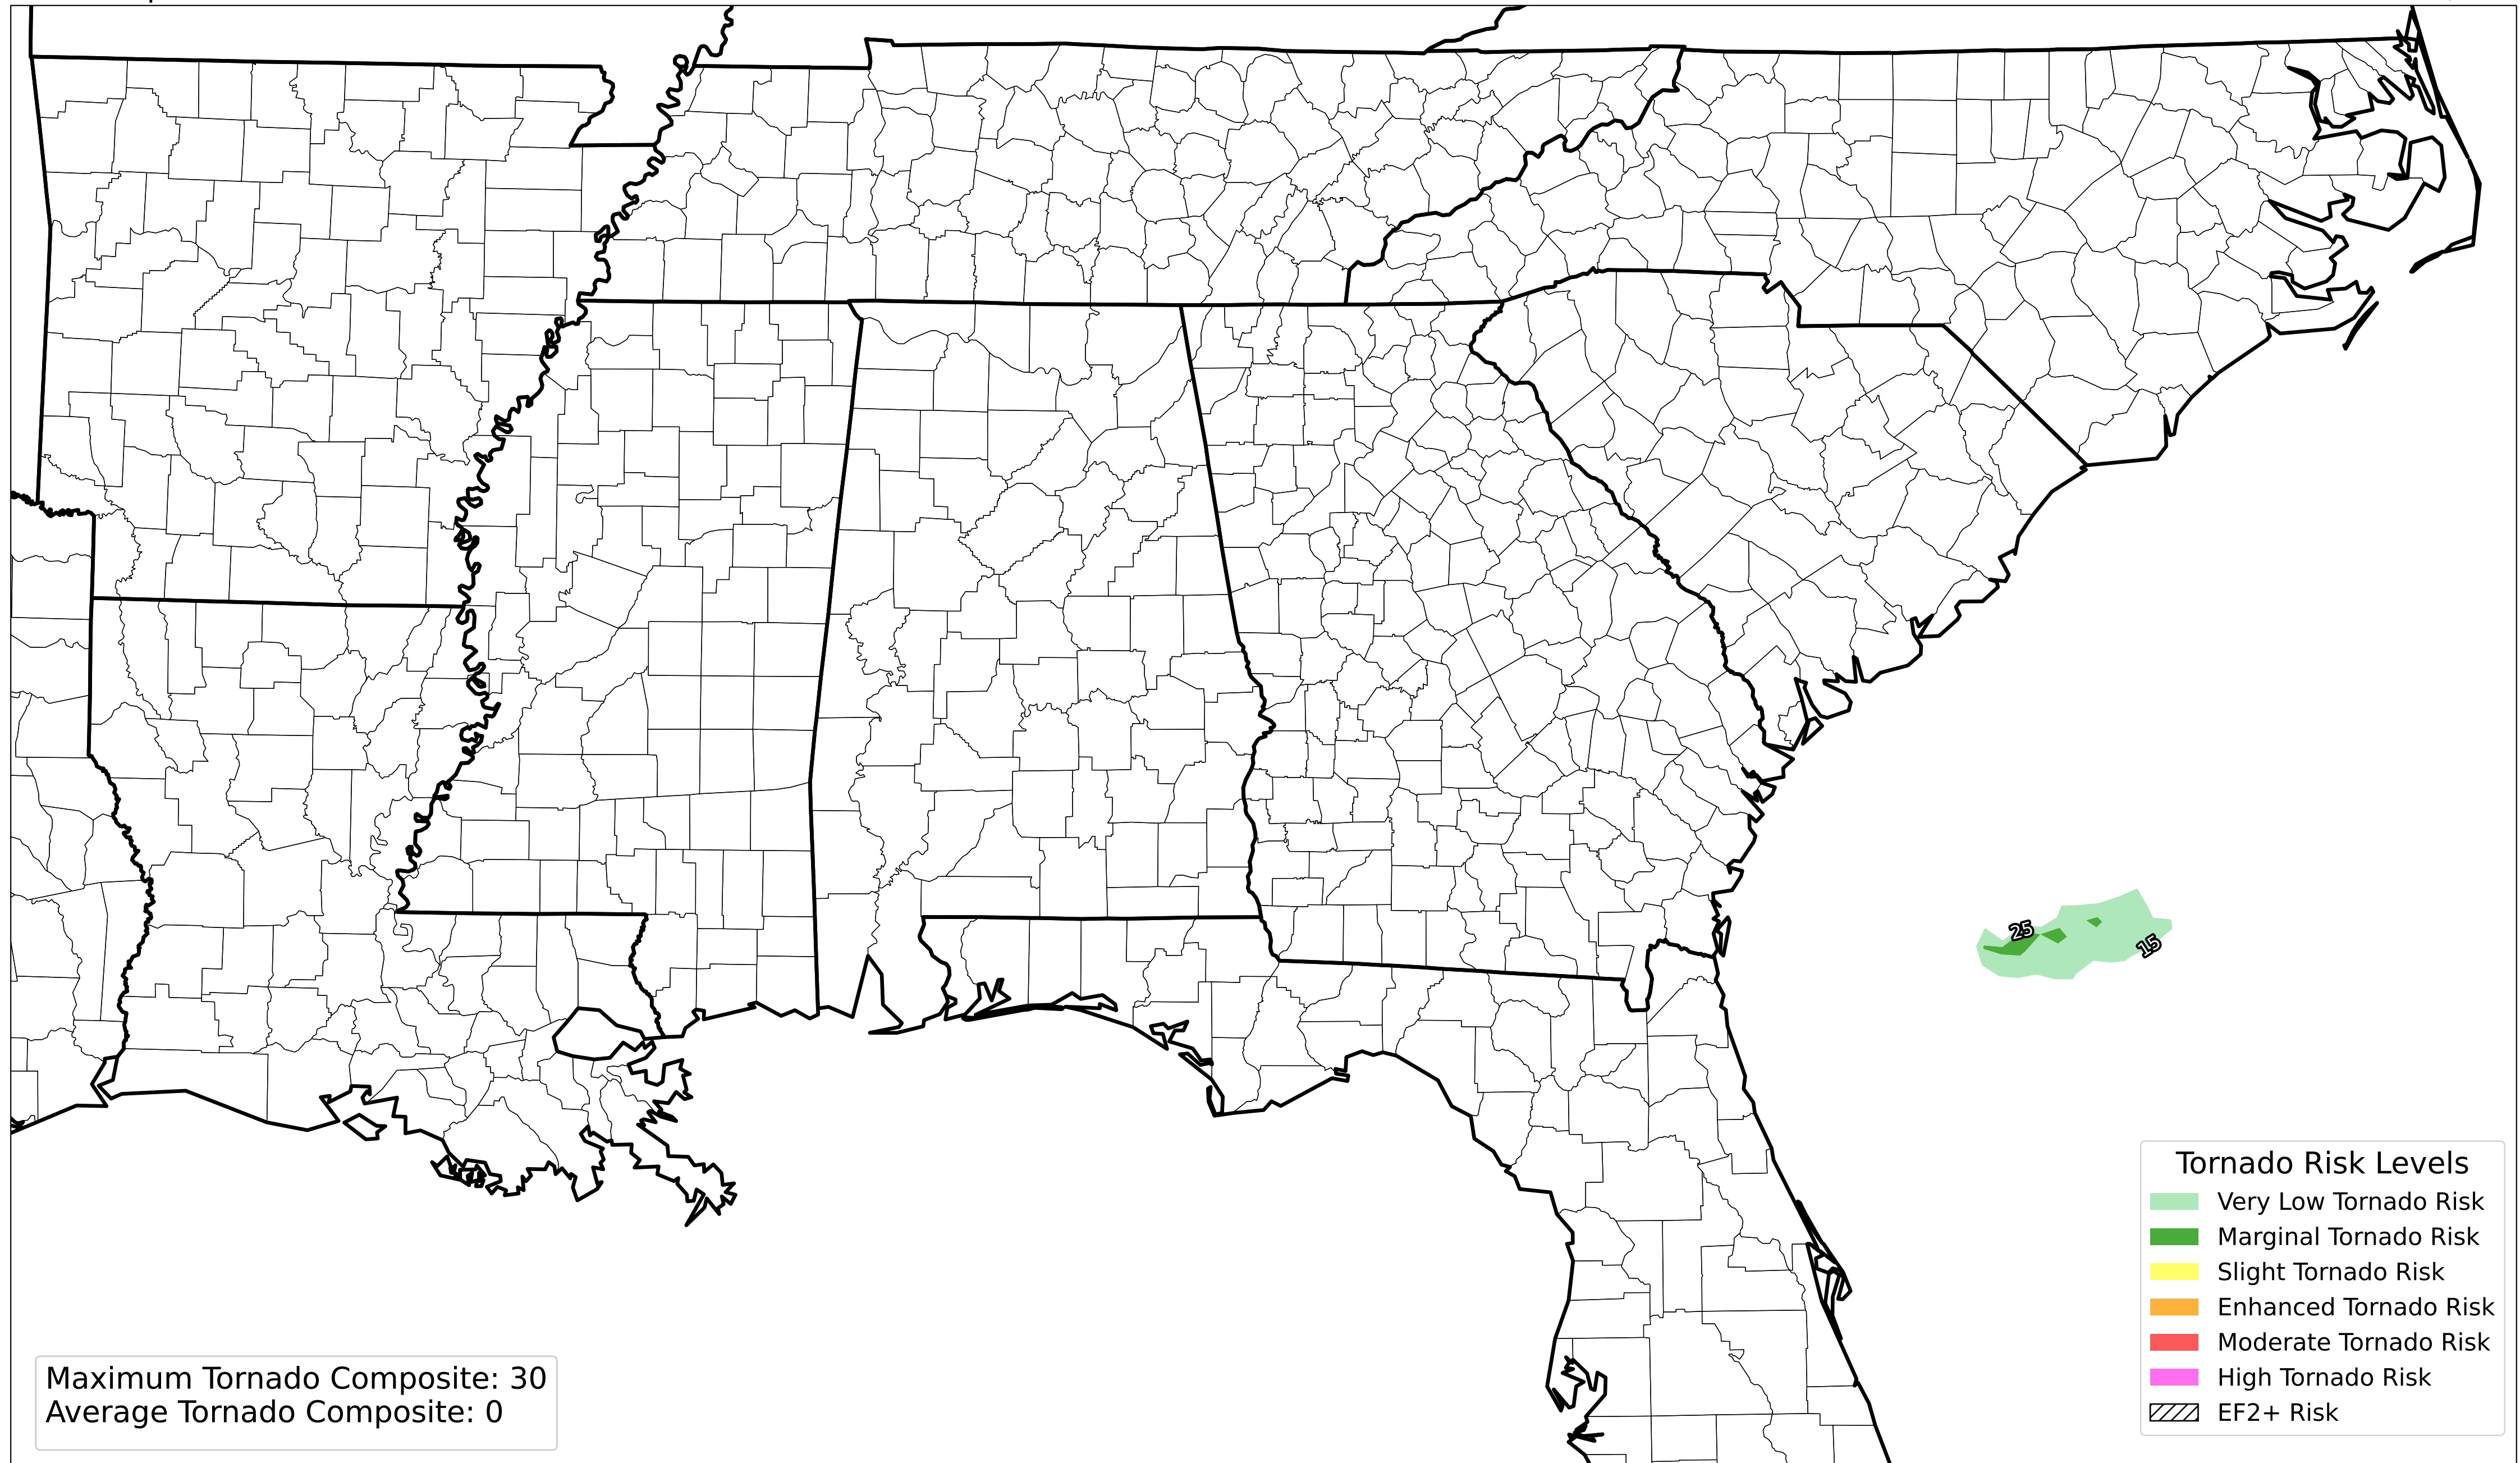 25
15
Tornado Risk Levels
Very Low Tornado Risk
Marginal Tornado Risk
Slight Tornado Risk
Enhanced Tornado Risk
Moderate Tornado Risk
High Tornado Risk
EF2+ Risk
Maximum Tornado Composite: 30
Average Tornado Composite: 0